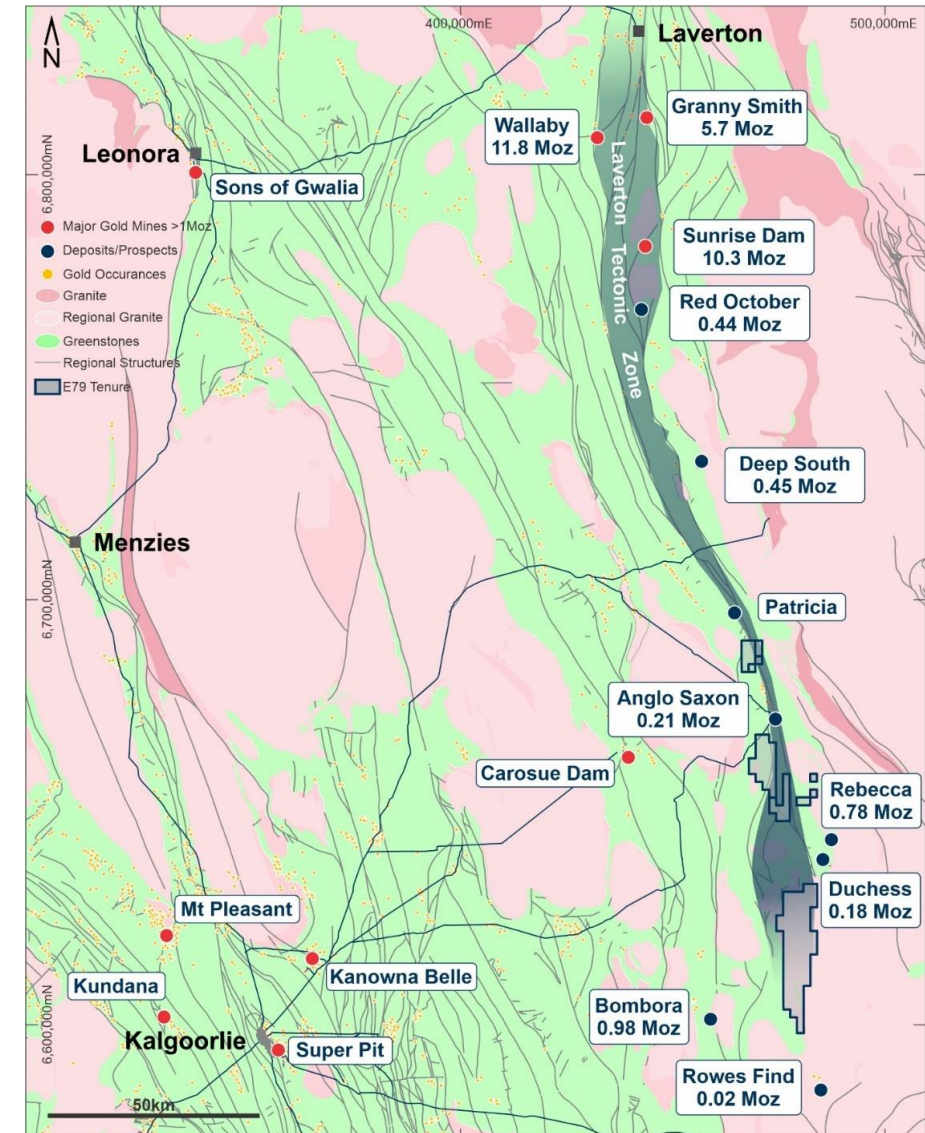 400,000mE
500,000mE
N
Laverton
Granny Smith
5.7 Moz
Wallaby
11.8 Moz
Leonora
6,800,000mN
Sons of Gwalia
Laverton Tectonic Zone
Major Gold Mines >1Moz
Deposits/Prospects
Gold Occurances
Granite
Regional Granite
Greenstones
Regional Structures
E79 Tenure
Sunrise Dam
10.3 Moz
Red October
0.44 Moz
Deep South
0.45 Moz
Menzies
6,700,000mN
Patricia
Anglo Saxon
0.21 Moz
Carosue Dam
Rebecca
0.78 Moz
Duchess
0.18 Moz
Mt Pleasant
Kanowna Belle
Kundana
Bombora
0.98 Moz
6,600,000mN
Kalgoorlie
Super Pit
Rowes Find
0.02 Moz
50km